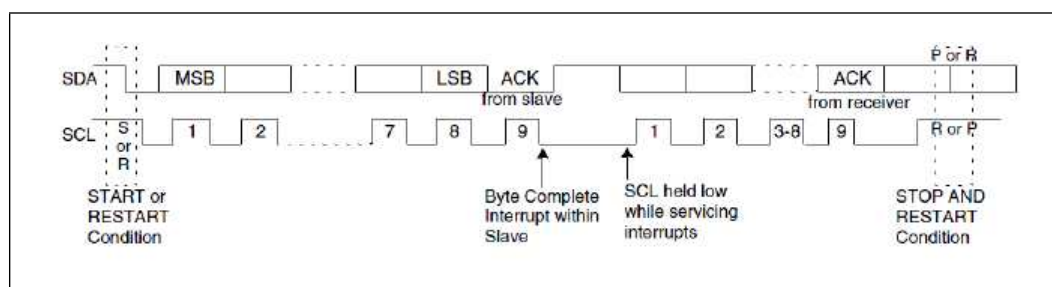 P or R
SDA MSB LSB ACK ACK
from slave from receiver
SCL S or R 1 2 7 8 9 1 2 3-8 9 R or P
START or
RESTART
Condition
Byte Complete
Interrupt within
Slave
SCL held low
while servicing
interrupts
STOP AND
RESTART
Condition